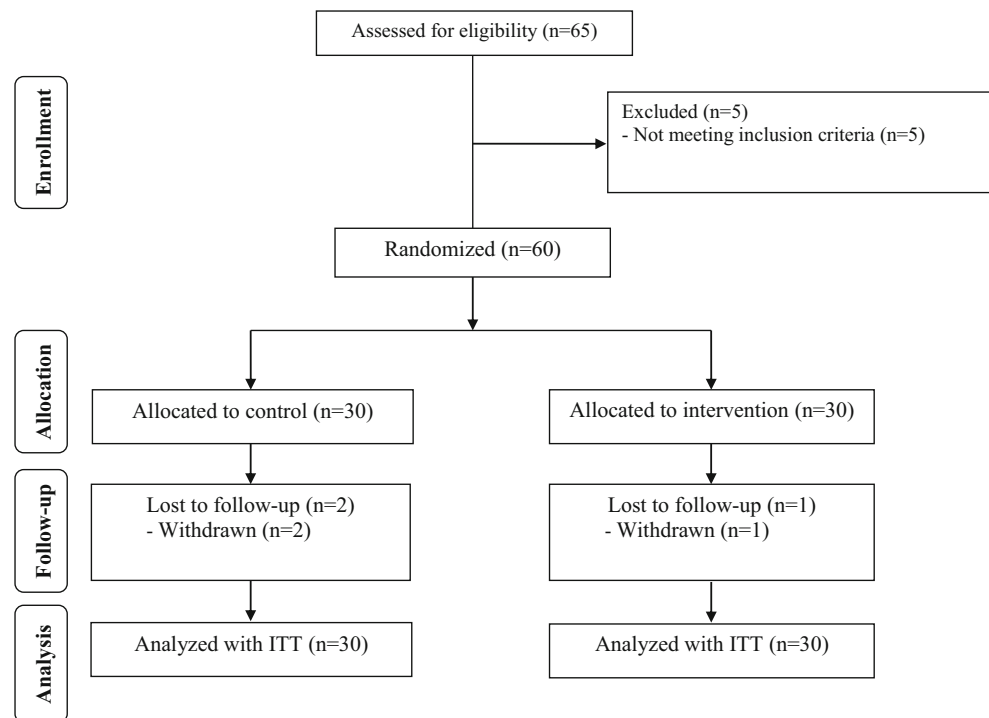 Assessed for eligibility (n=65)
Enrollment
Excluded (n=5)
- Not meeting inclusion criteria (n=5)
Randomized (n=60)
Allocation
Allocated to control (n=30)
Allocated to intervention (n=30)
Follow-up
Lost to follow-up (n=2)
- Withdrawn (n=2)
Lost to follow-up (n=1)
- Withdrawn (n=1)
Analysis
Analyzed with ITT (n=30)
Analyzed with ITT (n=30)